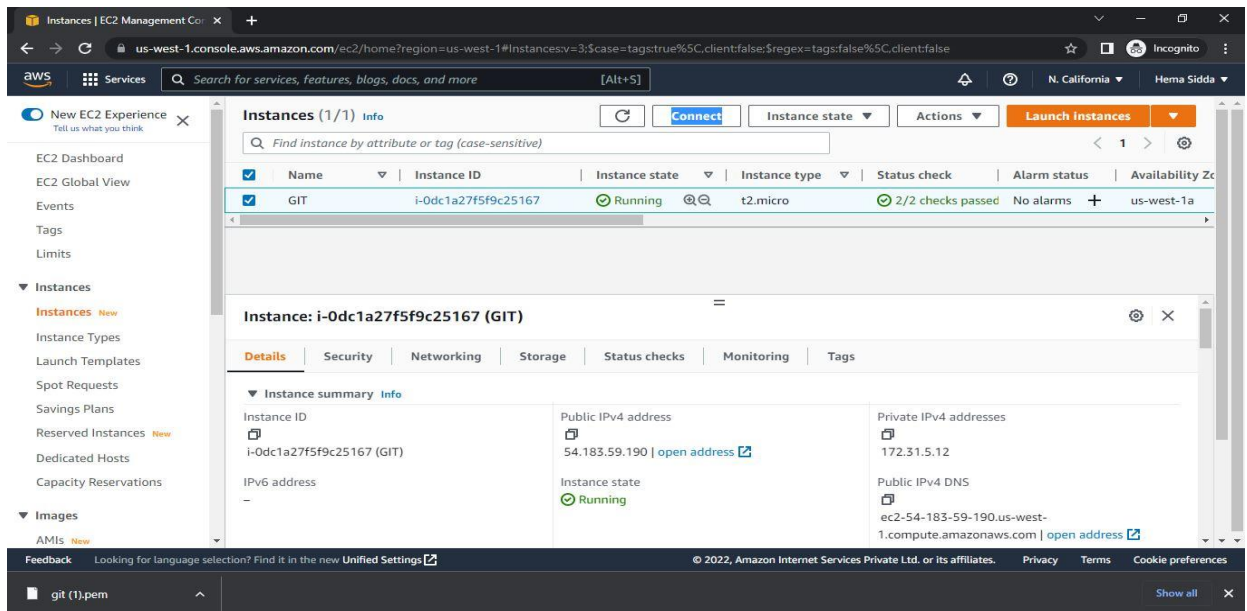 Instances | EC2 Management Cor
us-west-1.console.aws.amazon.com/ec2/home?region=us-west-1#Instances:v=3;$case=tags:true%5C,client:false;$regex=tags:false%5C,client:false
Incognito
aws
Services
Search for services, features, blogs, docs, and more
[Alt+S]
N. California
Hema Sidda
New EC2 Experience
Tell us what you think
EC2 Dashboard
EC2 Global View
Events
Tags
Limits
Instances
Instances New
Instance Types
Launch Templates
Spot Requests
Savings Plans
Reserved Instances New
Dedicated Hosts
Capacity Reservations
Images
AMIs New
Instances (1/1) Info
Connect
Instance state
Actions
Launch instances
Find instance by attribute or tag (case-sensitive)
1
Name | Instance ID | Instance state | Instance type | Status check | Alarm status | Availability Zo
GIT i-0dc1a27f5f9c25167 Running t2.micro 2/2 checks passed No alarms + us-west-1a
Instance: i-0dc1a27f5f9c25167 (GIT)
Details Security Networking Storage Status checks Monitoring Tags
Instance summary Info
Instance ID
i-0dc1a27f5f9c25167 (GIT)
Public IPv4 address
54.183.59.190 | open address
Private IPv4 addresses
172.31.5.12
IPv6 address
–
Instance state
Running
Public IPv4 DNS
ec2-54-183-59-190.us-west-
1.compute.amazonaws.com | open address
Feedback
Looking for language selection? Find it in the new Unified Settings
© 2022, Amazon Internet Services Private Ltd. or its affiliates.
Privacy
Terms
Cookie preferences
git (1).pem
Show all